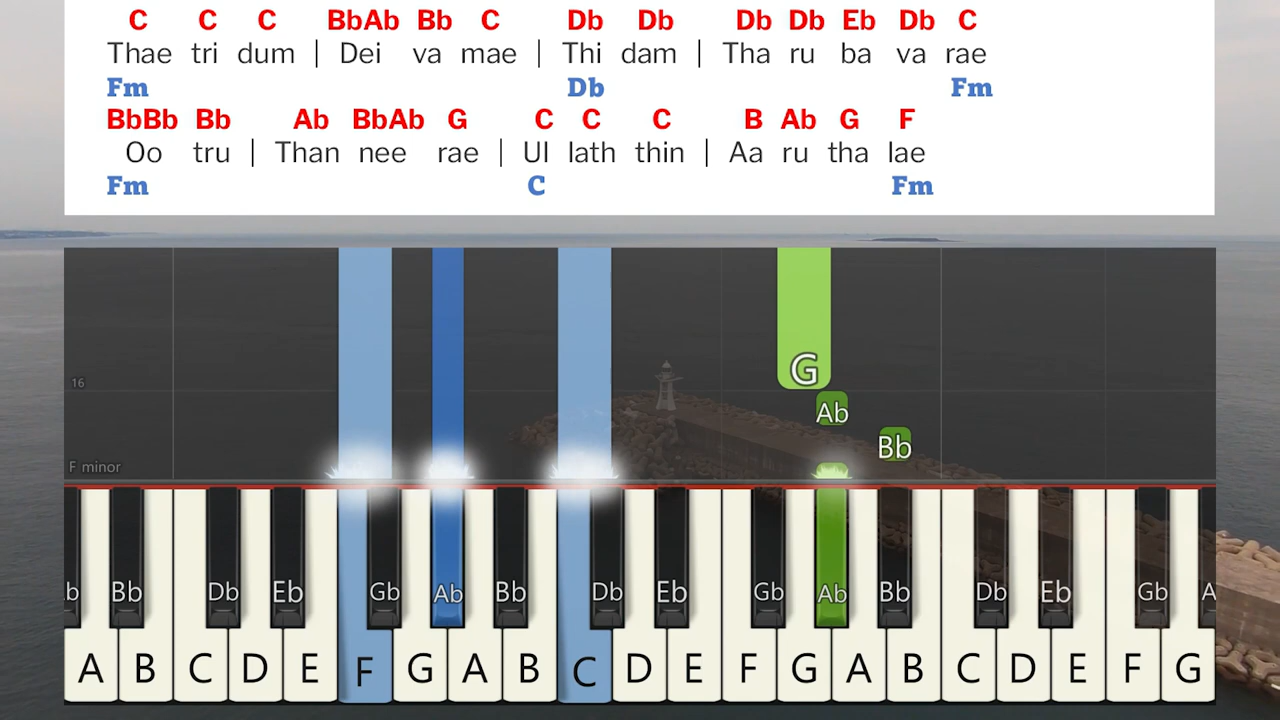 C C C BbAb Bb C Db Db Db Db Eb Db C
Thae tri dum | Dei va mae | Thi dam | Tha ru ba va rae
Fm Db Fm
BbBb Bb Ab BbAb G C C C B Ab G F
Oo tru | Than nee rae | Ul lath thin | Aa ru tha lae
Fm C Fm
G
16
Ab
Bb
F minor
b Bb Db Eb Gb Ab Bb Db Eb Gb Ab Bb Db Eb Gb A
A B C D E F G A B C D E F G A B C D E F G